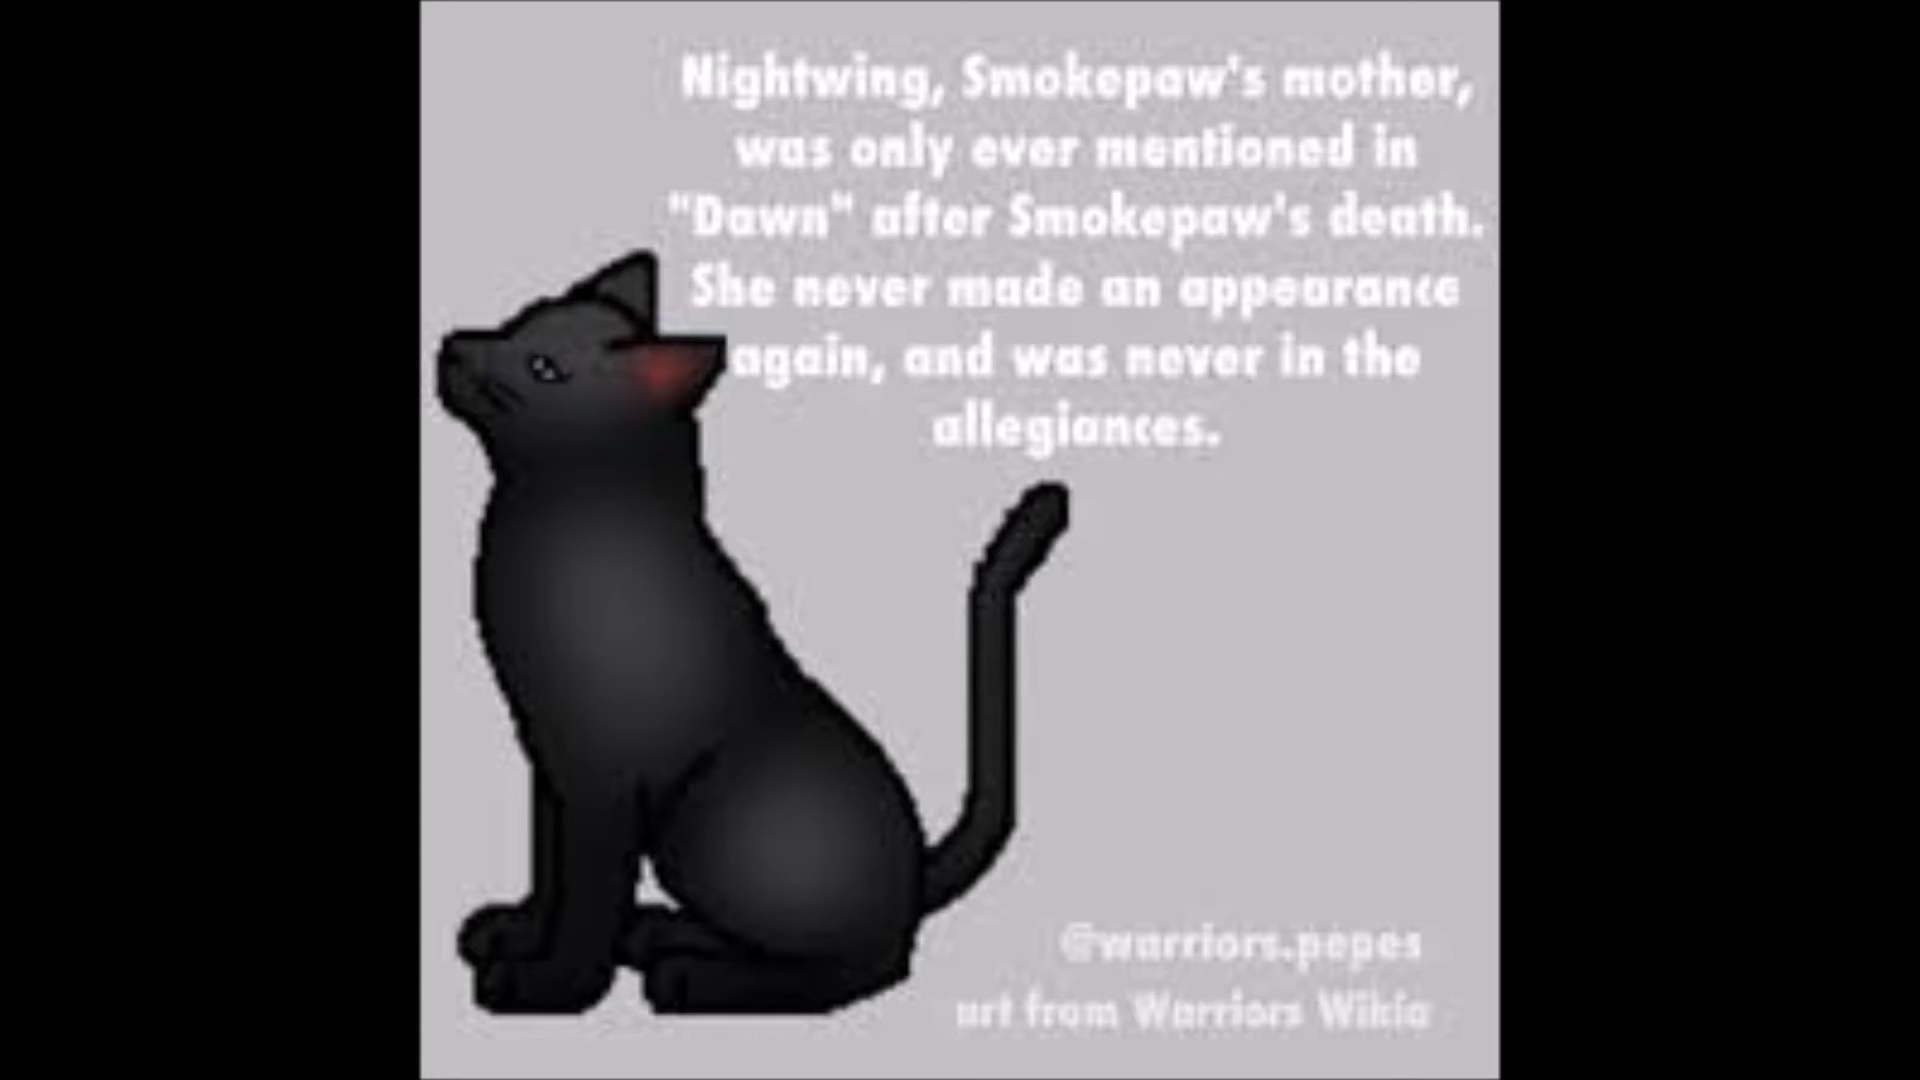 Nightwing, Smokepaw's mother,
was only ever mentioned in
"Dawn" after Smokepaw's death.
She never made an appearance
again, and was never in the
allegiances.
@warriors.pepes
art from Warriors Wikia